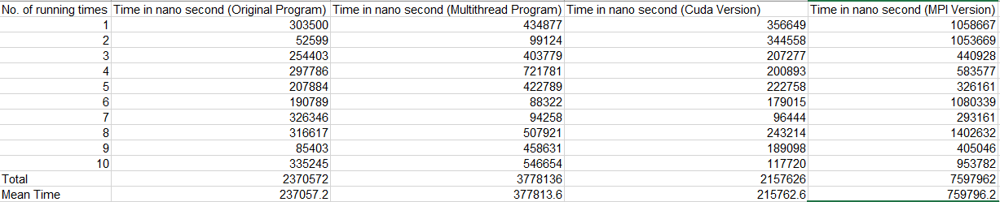 No. of running times Time in nano second (Original Program) Time in nano second (Multithread Program) Time in nano second (Cuda Version) Time in nano second (MPI Version)
1 303500 434877 356649 1058667
2 52599 99124 344558 1053669
3 254403 403779 207277 440928
4 297786 721781 200893 583577
5 207884 422789 222758 326161
6 190789 88322 179015 1080339
7 326346 94258 96444 293161
8 316617 507921 243214 1402632
9 85403 458631 189098 405046
10 335245 546654 117720 953782
Total 2370572 3778136 2157626 7597962
Mean Time 237057.2 377813.6 215762.6 759796.2